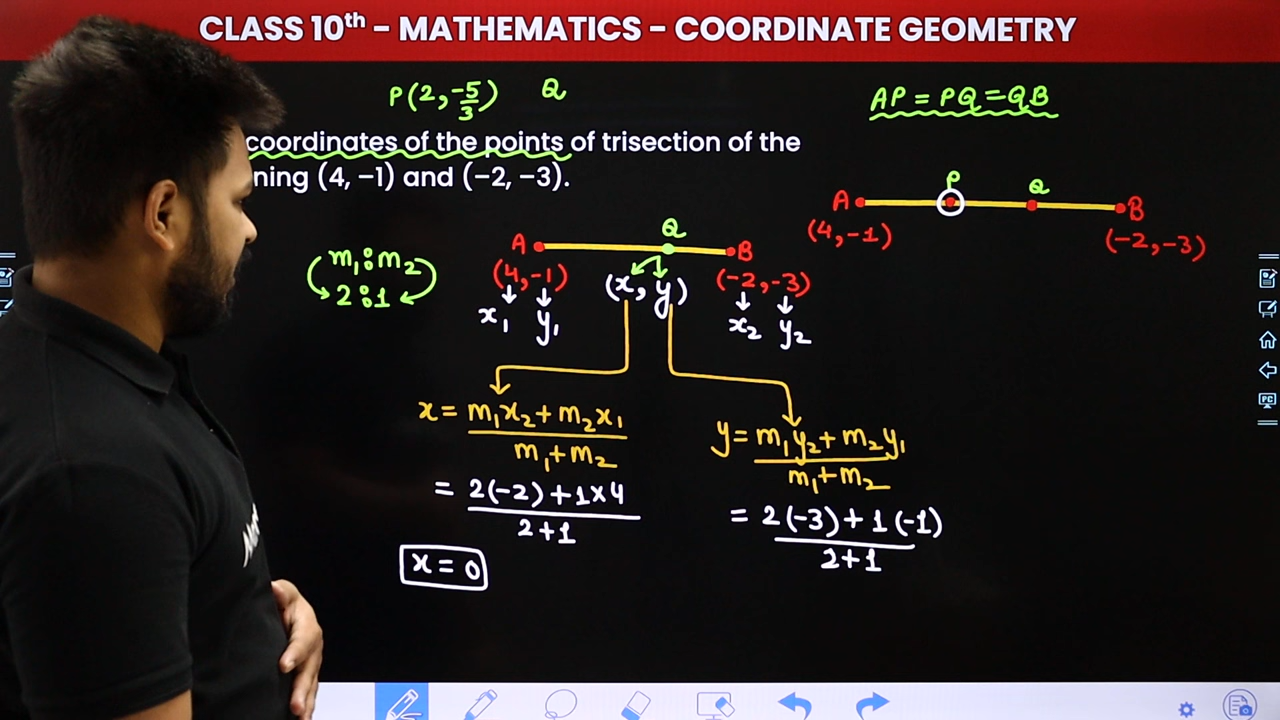 CLASS 10th - MATHEMATICS - COORDINATE GEOMETRY
P(2, -5/3) Q
AP = PQ = QB
coordinates of the points of trisection of the
ning (4, −1) and (−2, −3).
A P Q B
(4, -1) (-2, -3)
m₁ : m₂
2 : 1
A Q B
(4, -1) (x, y) (-2, -3)
x₁ y₁ x₂ y₂
x = (m₁x₂ + m₂x₁)/(m₁ + m₂)
y = (m₁y₂ + m₂y₁)/(m₁ + m₂)
= (2(-2) + 1×4)/(2+1)
= (2(-3) + 1(-1))/(2+1)
x = 0
PC